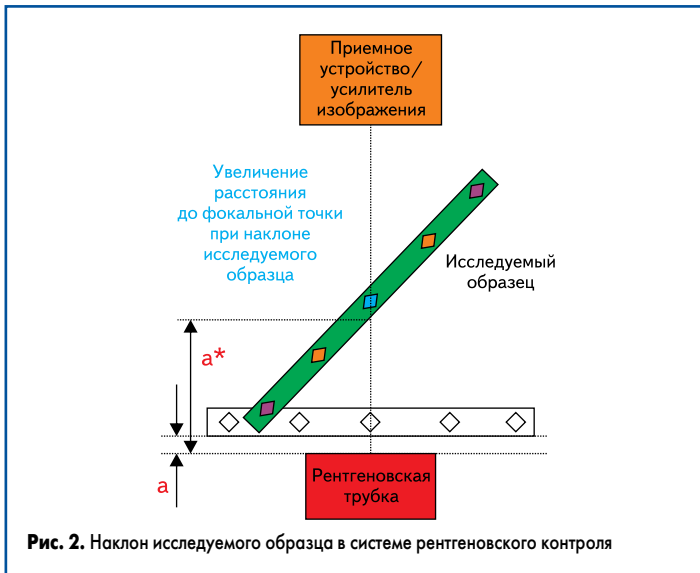 Приемное
устройство/
усилитель
изображения
Увеличение
расстояния
до фокальной точки
при наклоне
исследуемого
образца
Исследуемый
образец
a*
a
Рентгеновская
трубка
Рис. 2. Наклон исследуемого образца в системе рентгеновского контроля